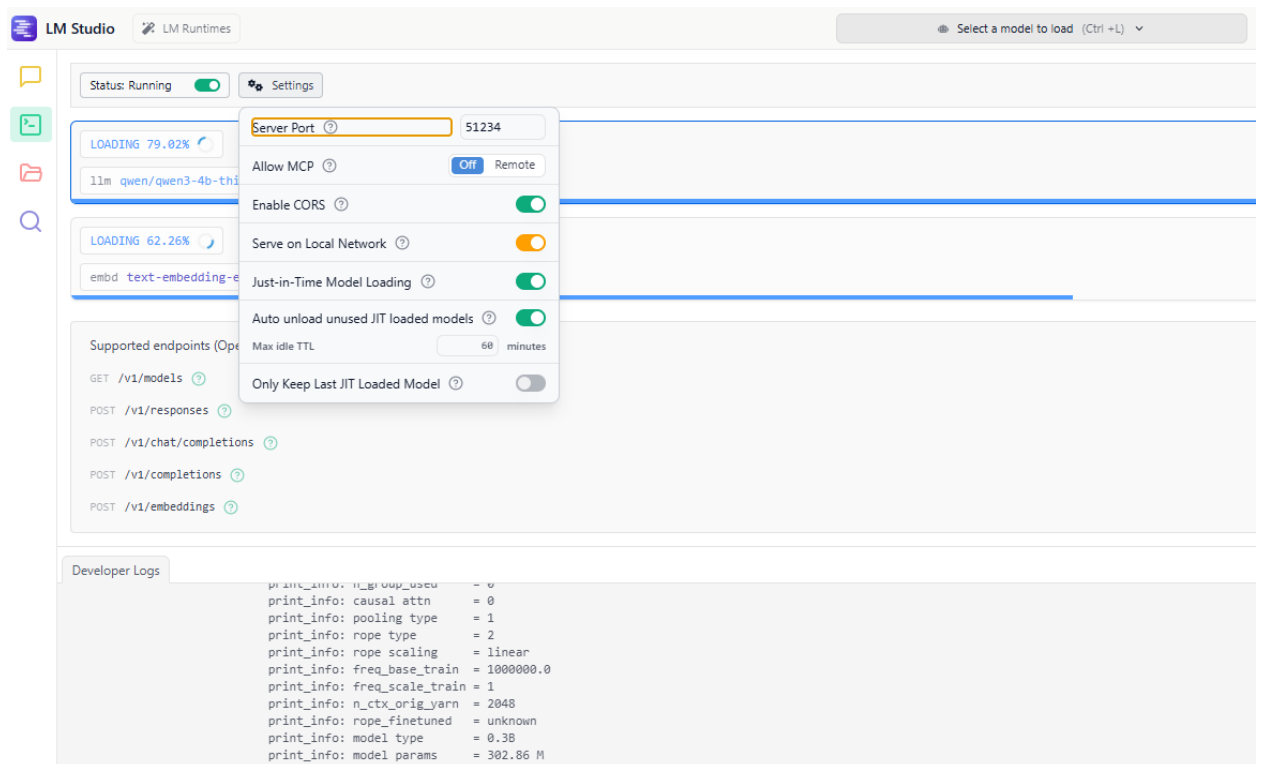 LM Studio LM Runtimes Select a model to load (Ctrl +L)
Status: Running Settings
Server Port 51234
LOADING 79.02%
Allow MCP Off Remote
llm qwen/qwen3-4b-thi
Enable CORS
LOADING 62.26% Serve on Local Network
embd text-embedding-e Just-in-Time Model Loading
Auto unload unused JIT loaded models
Supported endpoints (Ope Max idle TTL 60 minutes
GET /v1/models Only Keep Last JIT Loaded Model
POST /v1/responses
POST /v1/chat/completions
POST /v1/completions
POST /v1/embeddings
Developer Logs
print_info: n_group_used = 0
print_info: causal attn = 0
print_info: pooling type = 1
print_info: rope type = 2
print_info: rope scaling = linear
print_info: freq_base_train = 1000000.0
print_info: freq_scale_train = 1
print_info: n_ctx_orig_yarn = 2048
print_info: rope_finetuned = unknown
print_info: model type = 0.3B
print_info: model params = 302.86 M